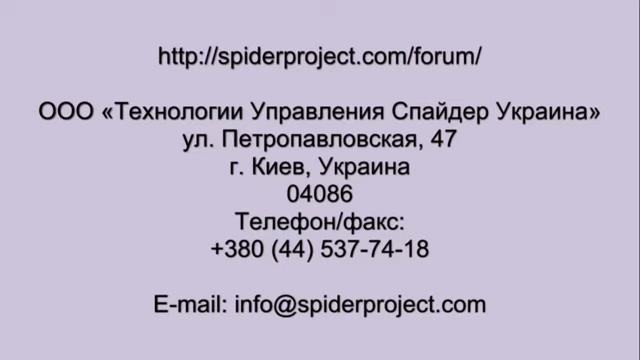 http://spiderproject.com/forum/
ООО «Технологии Управления Спайдер Украина»
ул. Петропавловская, 47
г. Киев, Украина
04086
Телефон/факс:
+380 (44) 537-74-18
E-mail: info@spiderproject.com